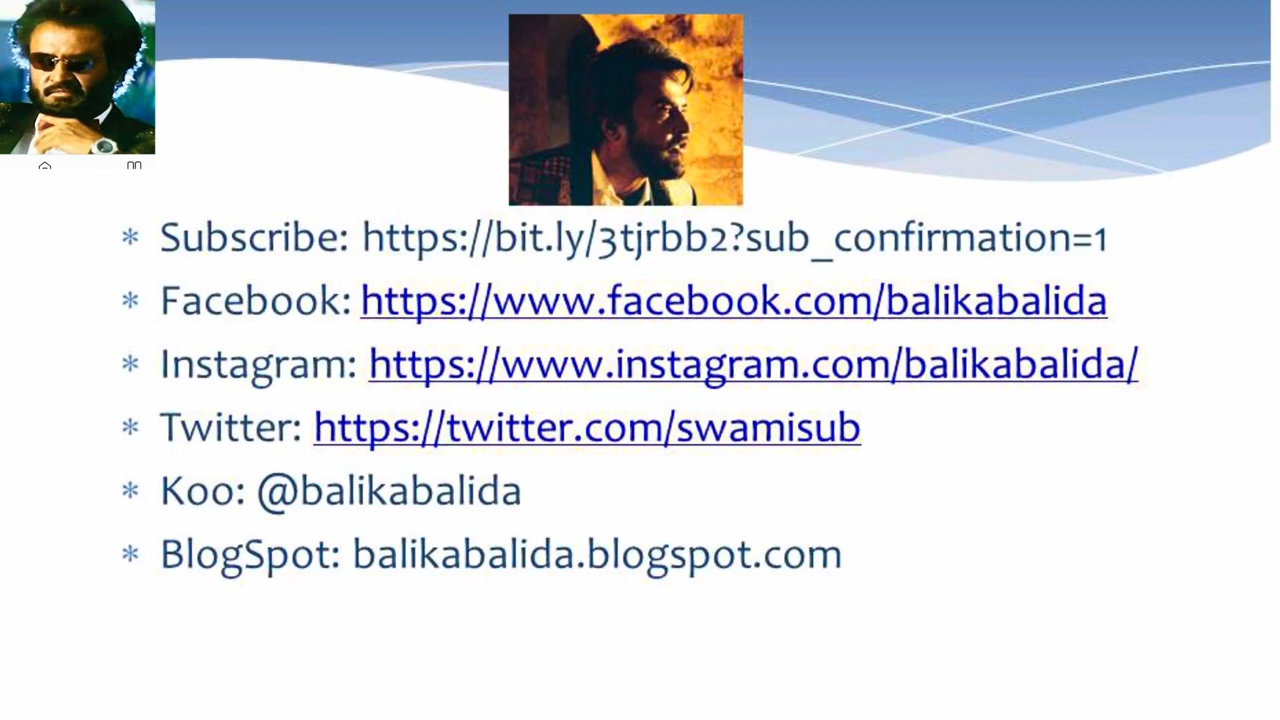 * Subscribe: https://bit.ly/3tjrbb2?sub_confirmation=1
* Facebook: https://www.facebook.com/balikabalida
* Instagram: https://www.instagram.com/balikabalida/
* Twitter: https://twitter.com/swamisub
* Koo: @balikabalida
* BlogSpot: balikabalida.blogspot.com